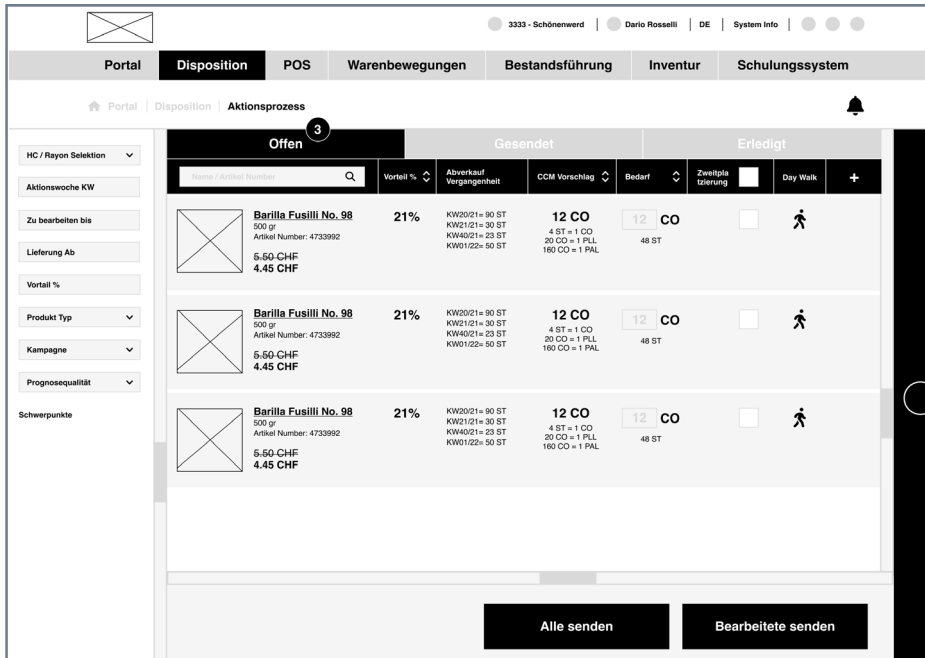 3333 - Schönenwerd | Dario Rosselli | DE | System Info |
Portal Disposition POS Warenbewegungen Bestandsführung Inventur Schulungssystem
Portal | Disposition | Aktionsprozess
3
Offen Gesendet Erledigt
HC / Rayon Selektion
Aktionswoche KW
Zu bearbeiten bis
Lieferung Ab
Vortail %
Produkt Typ
Kampagne
Prognosequalität
Schwerpunkte
Name / Artikel Number Vorteil % Abverkauf Vergangenheit CCM Vorschlag Bedarf Zweitpla tzierung Day Walk +
Barilla Fusilli No. 98
500 gr
Artikel Number: 4733992
5.50 CHF
4.45 CHF
21%
KW20/21= 90 ST
KW21/21= 30 ST
KW40/21= 23 ST
KW01/22= 50 ST
12 CO
4 ST = 1 CO
20 CO = 1 PLL
160 CO = 1 PAL
12 CO
48 ST
Barilla Fusilli No. 98
500 gr
Artikel Number: 4733992
5.50 CHF
4.45 CHF
21%
KW20/21= 90 ST
KW21/21= 30 ST
KW40/21= 23 ST
KW01/22= 50 ST
12 CO
4 ST = 1 CO
20 CO = 1 PLL
160 CO = 1 PAL
12 CO
48 ST
Barilla Fusilli No. 98
500 gr
Artikel Number: 4733992
5.50 CHF
4.45 CHF
21%
KW20/21= 90 ST
KW21/21= 30 ST
KW40/21= 23 ST
KW01/22= 50 ST
12 CO
4 ST = 1 CO
20 CO = 1 PLL
160 CO = 1 PAL
12 CO
48 ST
Alle senden Bearbeitete senden